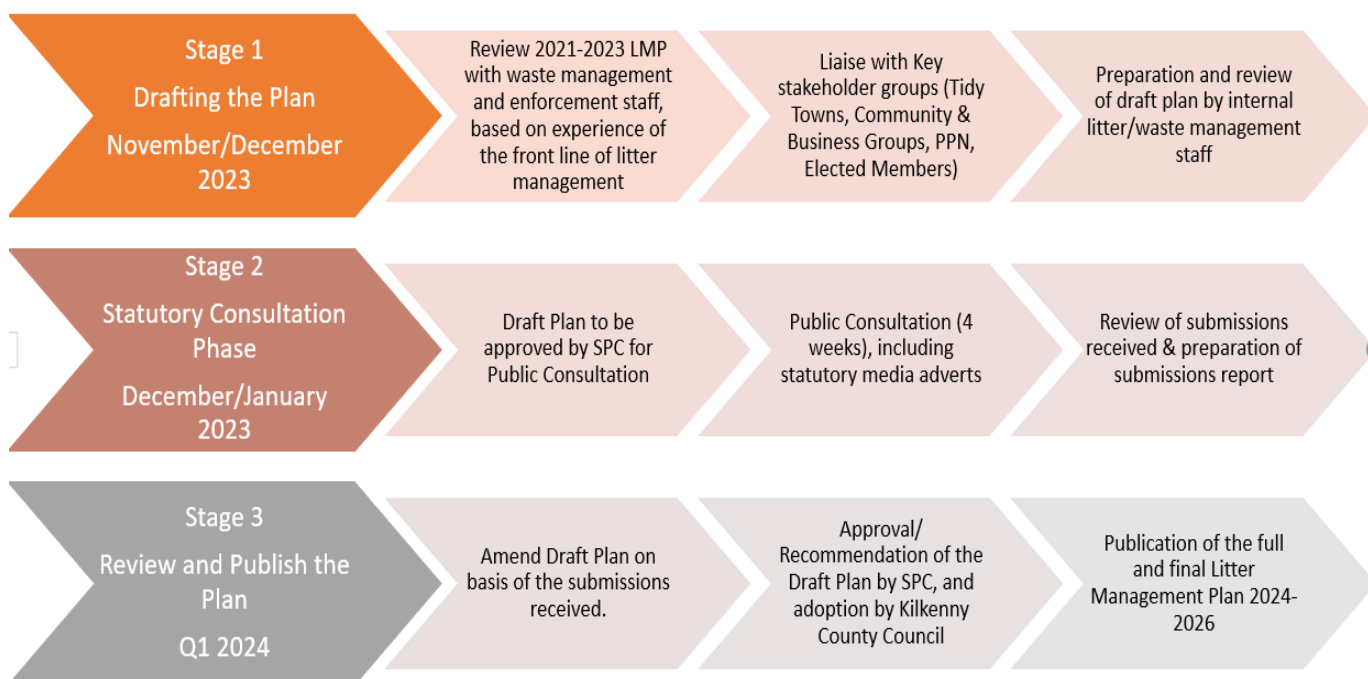 Stage 1
Drafting the Plan
November/December
2023
Review 2021-2023 LMP
with waste management
and enforcement staff,
based on experience of
the front line of litter
management
Liaise with Key
stakeholder groups (Tidy
Towns, Community &
Business Groups, PPN,
Elected Members)
Preparation and review
of draft plan by internal
litter/waste management
staff
Stage 2
Statutory Consultation
Phase
December/January
2023
Draft Plan to be
approved by SPC for
Public Consultation
Public Consultation (4
weeks), including
statutory media adverts
Review of submissions
received & preparation of
submissions report
Stage 3
Review and Publish the
Plan
Q1 2024
Amend Draft Plan on
basis of the submissions
received.
Approval/
Recommendation of the
Draft Plan by SPC, and
adoption by Kilkenny
County Council
Publication of the full
and final Litter
Management Plan 2024-
2026